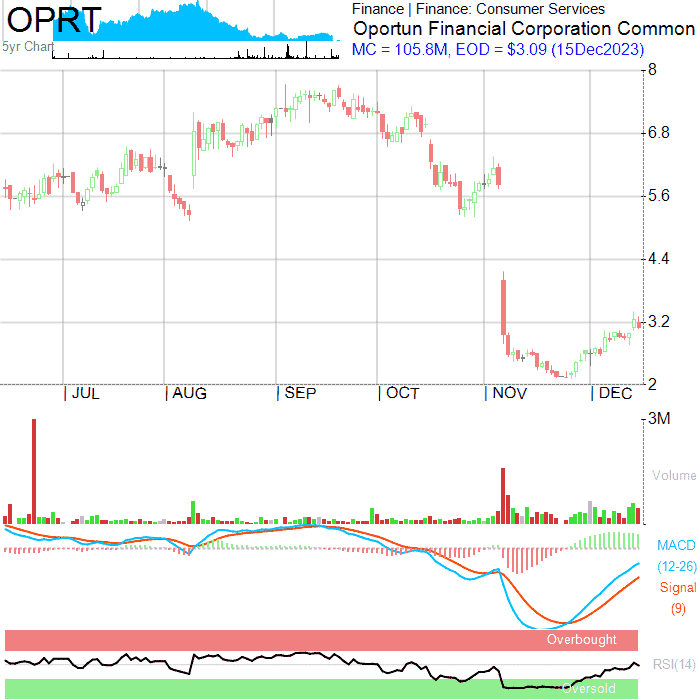 OPRT
5yr Chart
Finance | Finance: Consumer Services
Oportun Financial Corporation Common
MC = 105.8M, EOD = $3.09 (15Dec2023)
8
6.8
5.6
4.4
3.2
2
JUL AUG SEP OCT NOV DEC
3M
Volume
MACD
(12-26)
Signal
(9)
Overbought
RSI(14)
Oversold